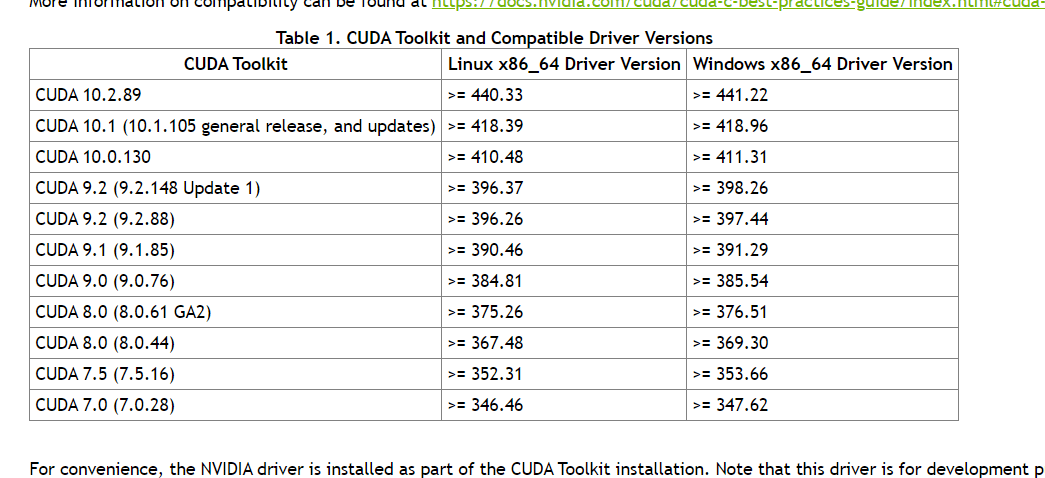 More information on compatibility can be found at https://docs.nvidia.com/cuda/cuda-c-best-practices-guide/index.html#cuda-
Table 1. CUDA Toolkit and Compatible Driver Versions
CUDA Toolkit Linux x86_64 Driver Version Windows x86_64 Driver Version
CUDA 10.2.89 >= 440.33 >= 441.22
CUDA 10.1 (10.1.105 general release, and updates) >= 418.39 >= 418.96
CUDA 10.0.130 >= 410.48 >= 411.31
CUDA 9.2 (9.2.148 Update 1) >= 396.37 >= 398.26
CUDA 9.2 (9.2.88) >= 396.26 >= 397.44
CUDA 9.1 (9.1.85) >= 390.46 >= 391.29
CUDA 9.0 (9.0.76) >= 384.81 >= 385.54
CUDA 8.0 (8.0.61 GA2) >= 375.26 >= 376.51
CUDA 8.0 (8.0.44) >= 367.48 >= 369.30
CUDA 7.5 (7.5.16) >= 352.31 >= 353.66
CUDA 7.0 (7.0.28) >= 346.46 >= 347.62
For convenience, the NVIDIA driver is installed as part of the CUDA Toolkit installation. Note that this driver is for development p